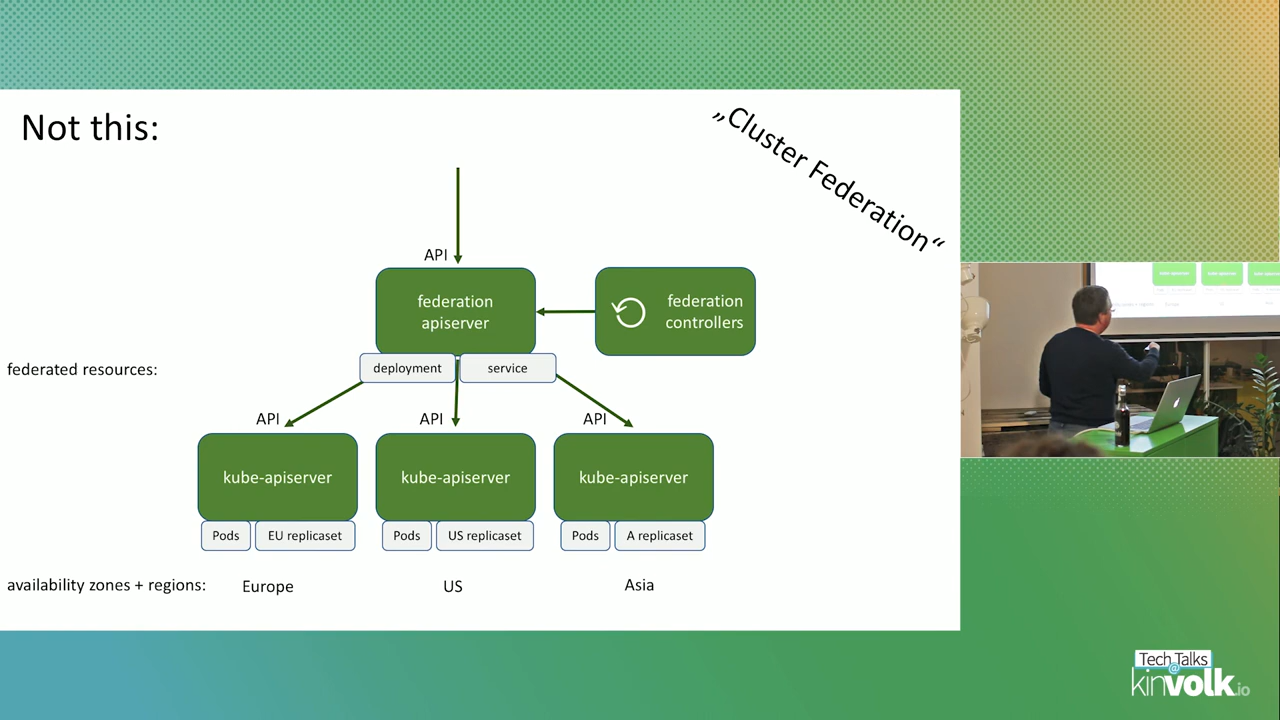 Not this:
„Cluster Federation“
API
federation
apiserver
federation
controllers
federated resources:
deployment
service
API
API
API
kube-apiserver
kube-apiserver
kube-apiserver
Pods
EU replicaset
Pods
US replicaset
Pods
A replicaset
availability zones + regions:
Europe
US
Asia
Tech Talks
@
kinvolk.io